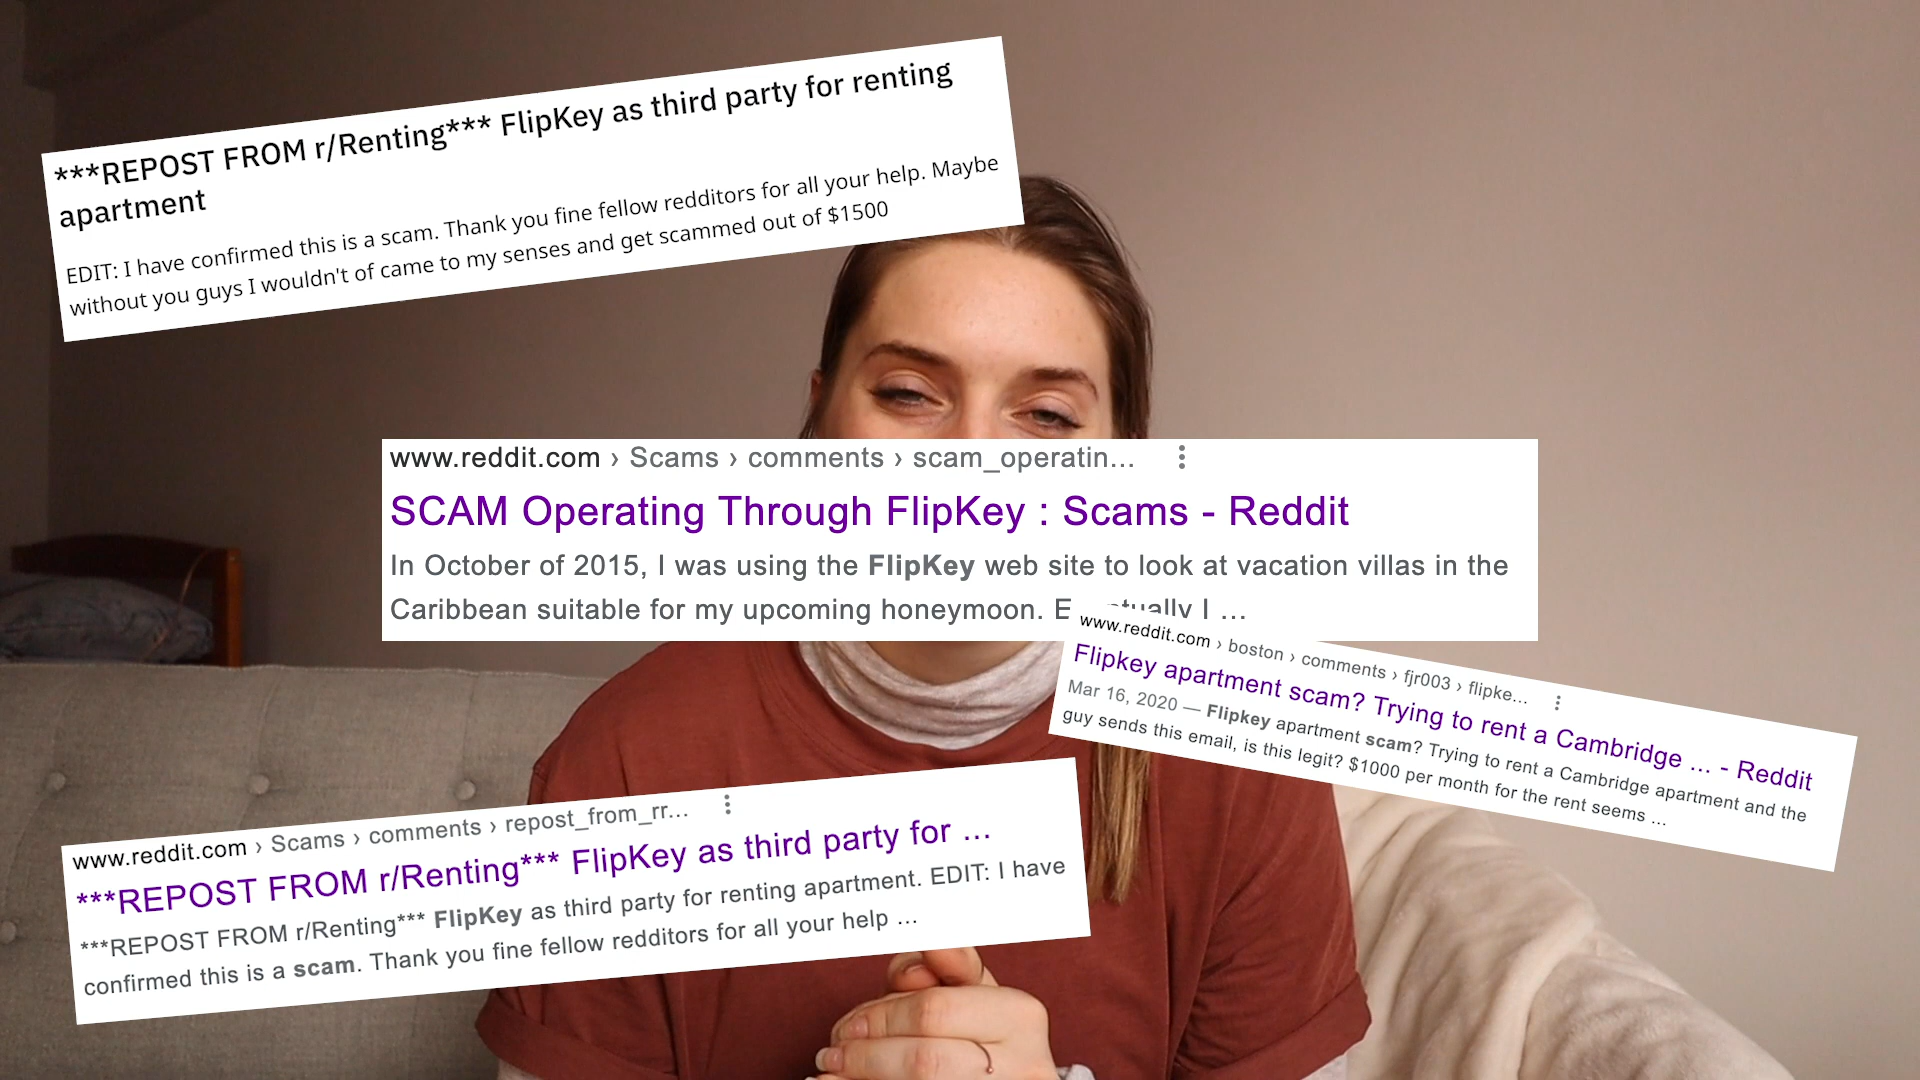 ***REPOST FROM r/Renting*** FlipKey as third party for renting
apartment
EDIT: I have confirmed this is a scam. Thank you fine fellow redditors for all your help. Maybe
without you guys I wouldn't of came to my senses and get scammed out of $1500
www.reddit.com › Scams › comments › scam_operatin...
SCAM Operating Through FlipKey : Scams - Reddit
In October of 2015, I was using the FlipKey web site to look at vacation villas in the
Caribbean suitable for my upcoming honeymoon. I ...
www.reddit.com › boston › comments › fjr003 › flipke...
Flipkey apartment scam? Trying to rent a Cambridge ... - Reddit
Mar 16, 2020 — Flipkey apartment scam? Trying to rent a Cambridge apartment and the
guy sends this email, is this legit? $1000 per month for the rent seems ...
www.reddit.com › Scams › comments › repost_from_rr...
***REPOST FROM r/Renting*** FlipKey as third party for ...
***REPOST FROM r/Renting*** FlipKey as third party for renting apartment. EDIT: I have
confirmed this is a scam. Thank you fine fellow redditors for all your help ...